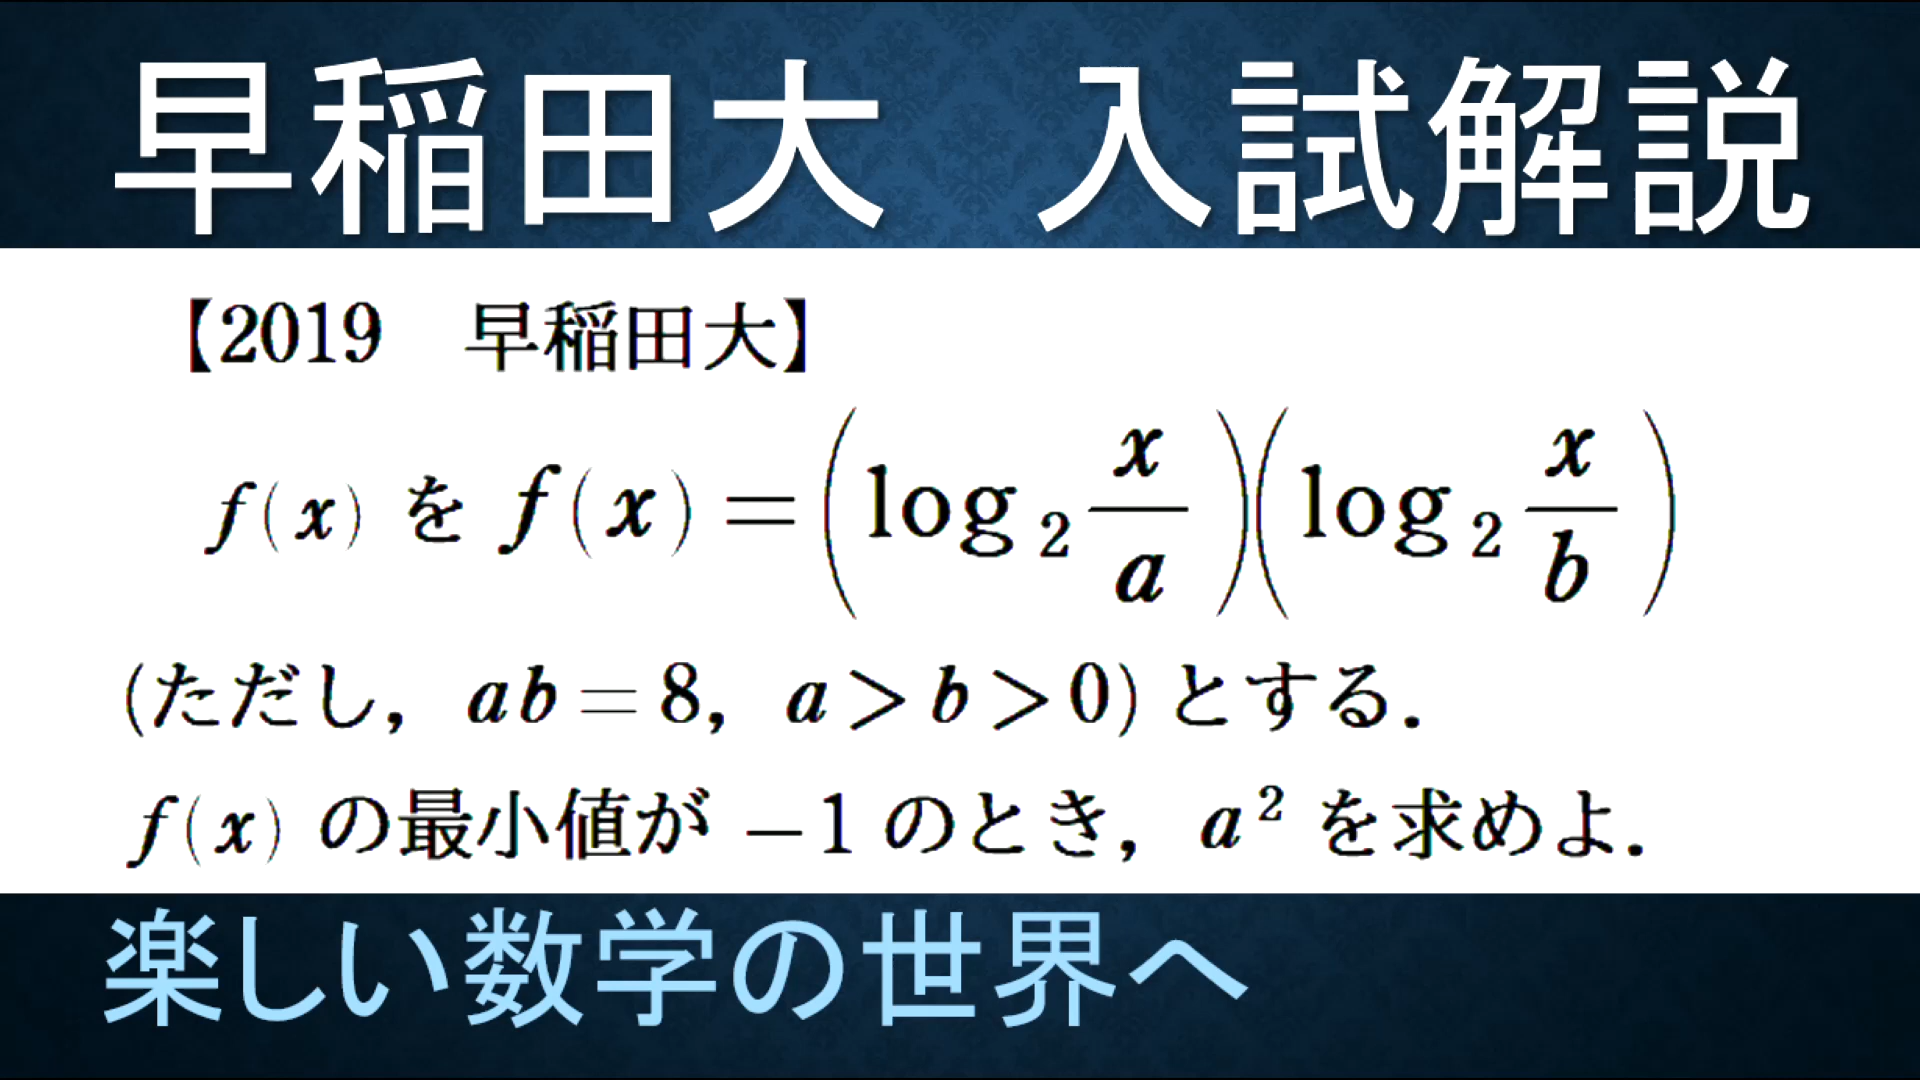 早稲田大　入試解説
【2019　早稲田大】
f(x) を f(x) = (log₂ x/a)(log₂ x/b)
(ただし，ab = 8，a > b > 0) とする．
f(x) の最小値が −1 のとき，a² を求めよ．
楽しい数学の世界へ